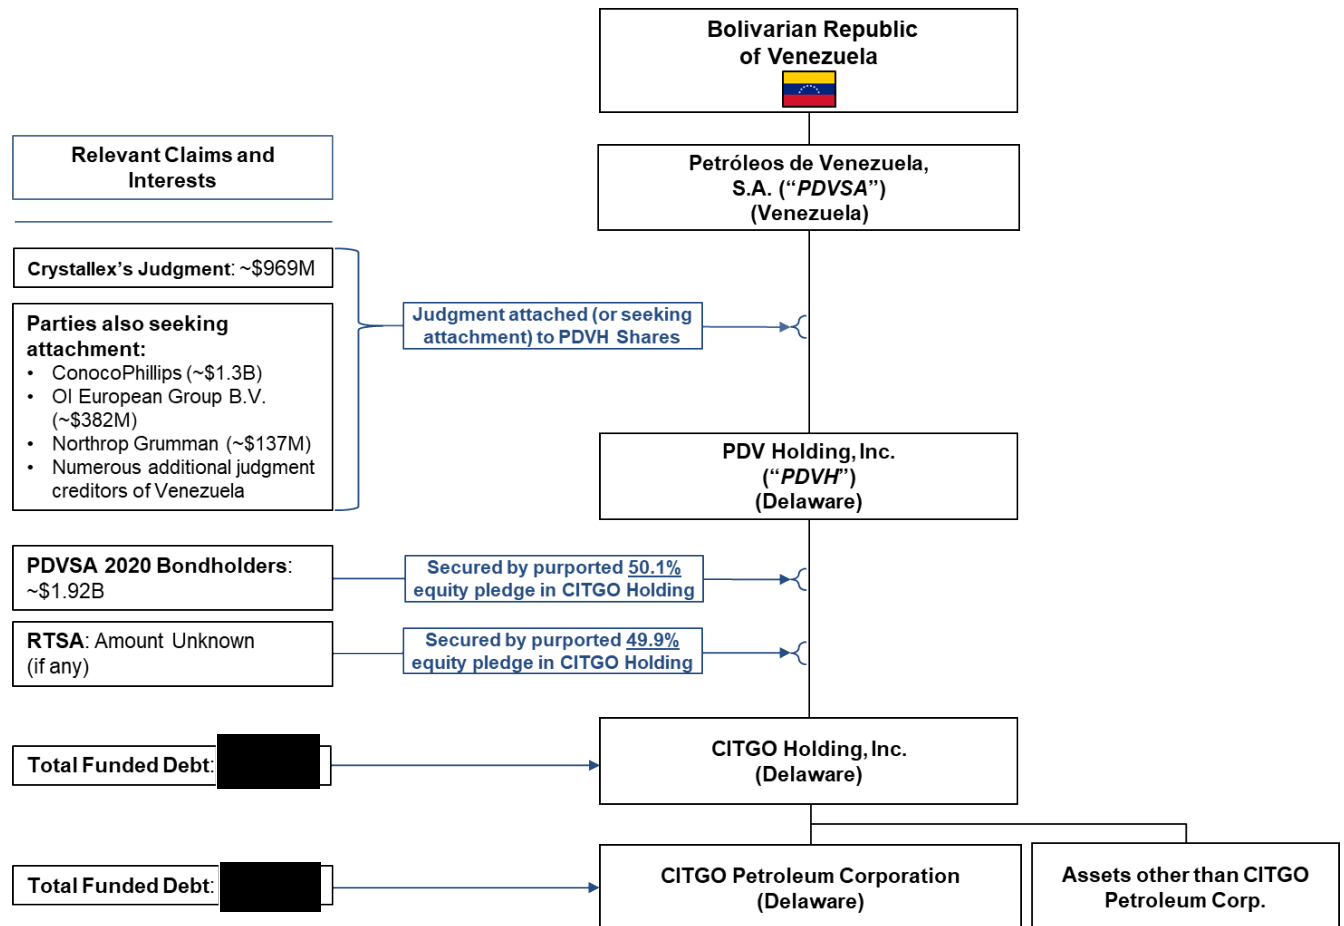 Bolivarian Republic
of Venezuela
Petróleos de Venezuela,
S.A. (“PDVSA”)
(Venezuela)
Relevant Claims and
Interests
Crystallex’s Judgment: ~$969M
Parties also seeking
attachment:
• ConocoPhillips (~$1.3B)
• OI European Group B.V.
(~$382M)
• Northrop Grumman (~$137M)
• Numerous additional judgment
creditors of Venezuela
Judgment attached (or seeking
attachment) to PDVH Shares
PDV Holding, Inc.
(“PDVH”)
(Delaware)
PDVSA 2020 Bondholders:
~$1.92B
Secured by purported 50.1%
equity pledge in CITGO Holding
RTSA: Amount Unknown
(if any)
Secured by purported 49.9%
equity pledge in CITGO Holding
Total Funded Debt:
CITGO Holding, Inc.
(Delaware)
Total Funded Debt:
CITGO Petroleum Corporation
(Delaware)
Assets other than CITGO
Petroleum Corp.